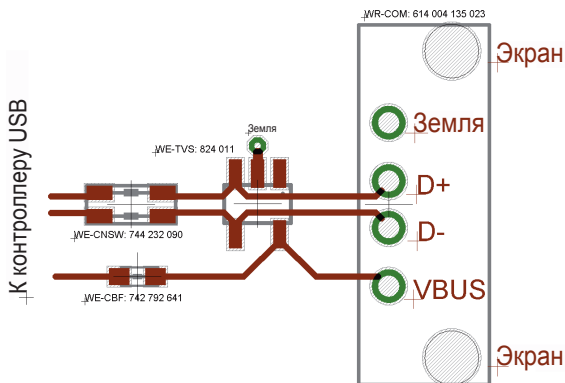 WR-COM: 614 004 135 023
Экран
Земля
Земля
WE-TVS: 824 011
D+
D-
WE-CNSW: 744 232 090
WE-CBF: 742 792 641
VBUS
Экран
К контроллеру USB